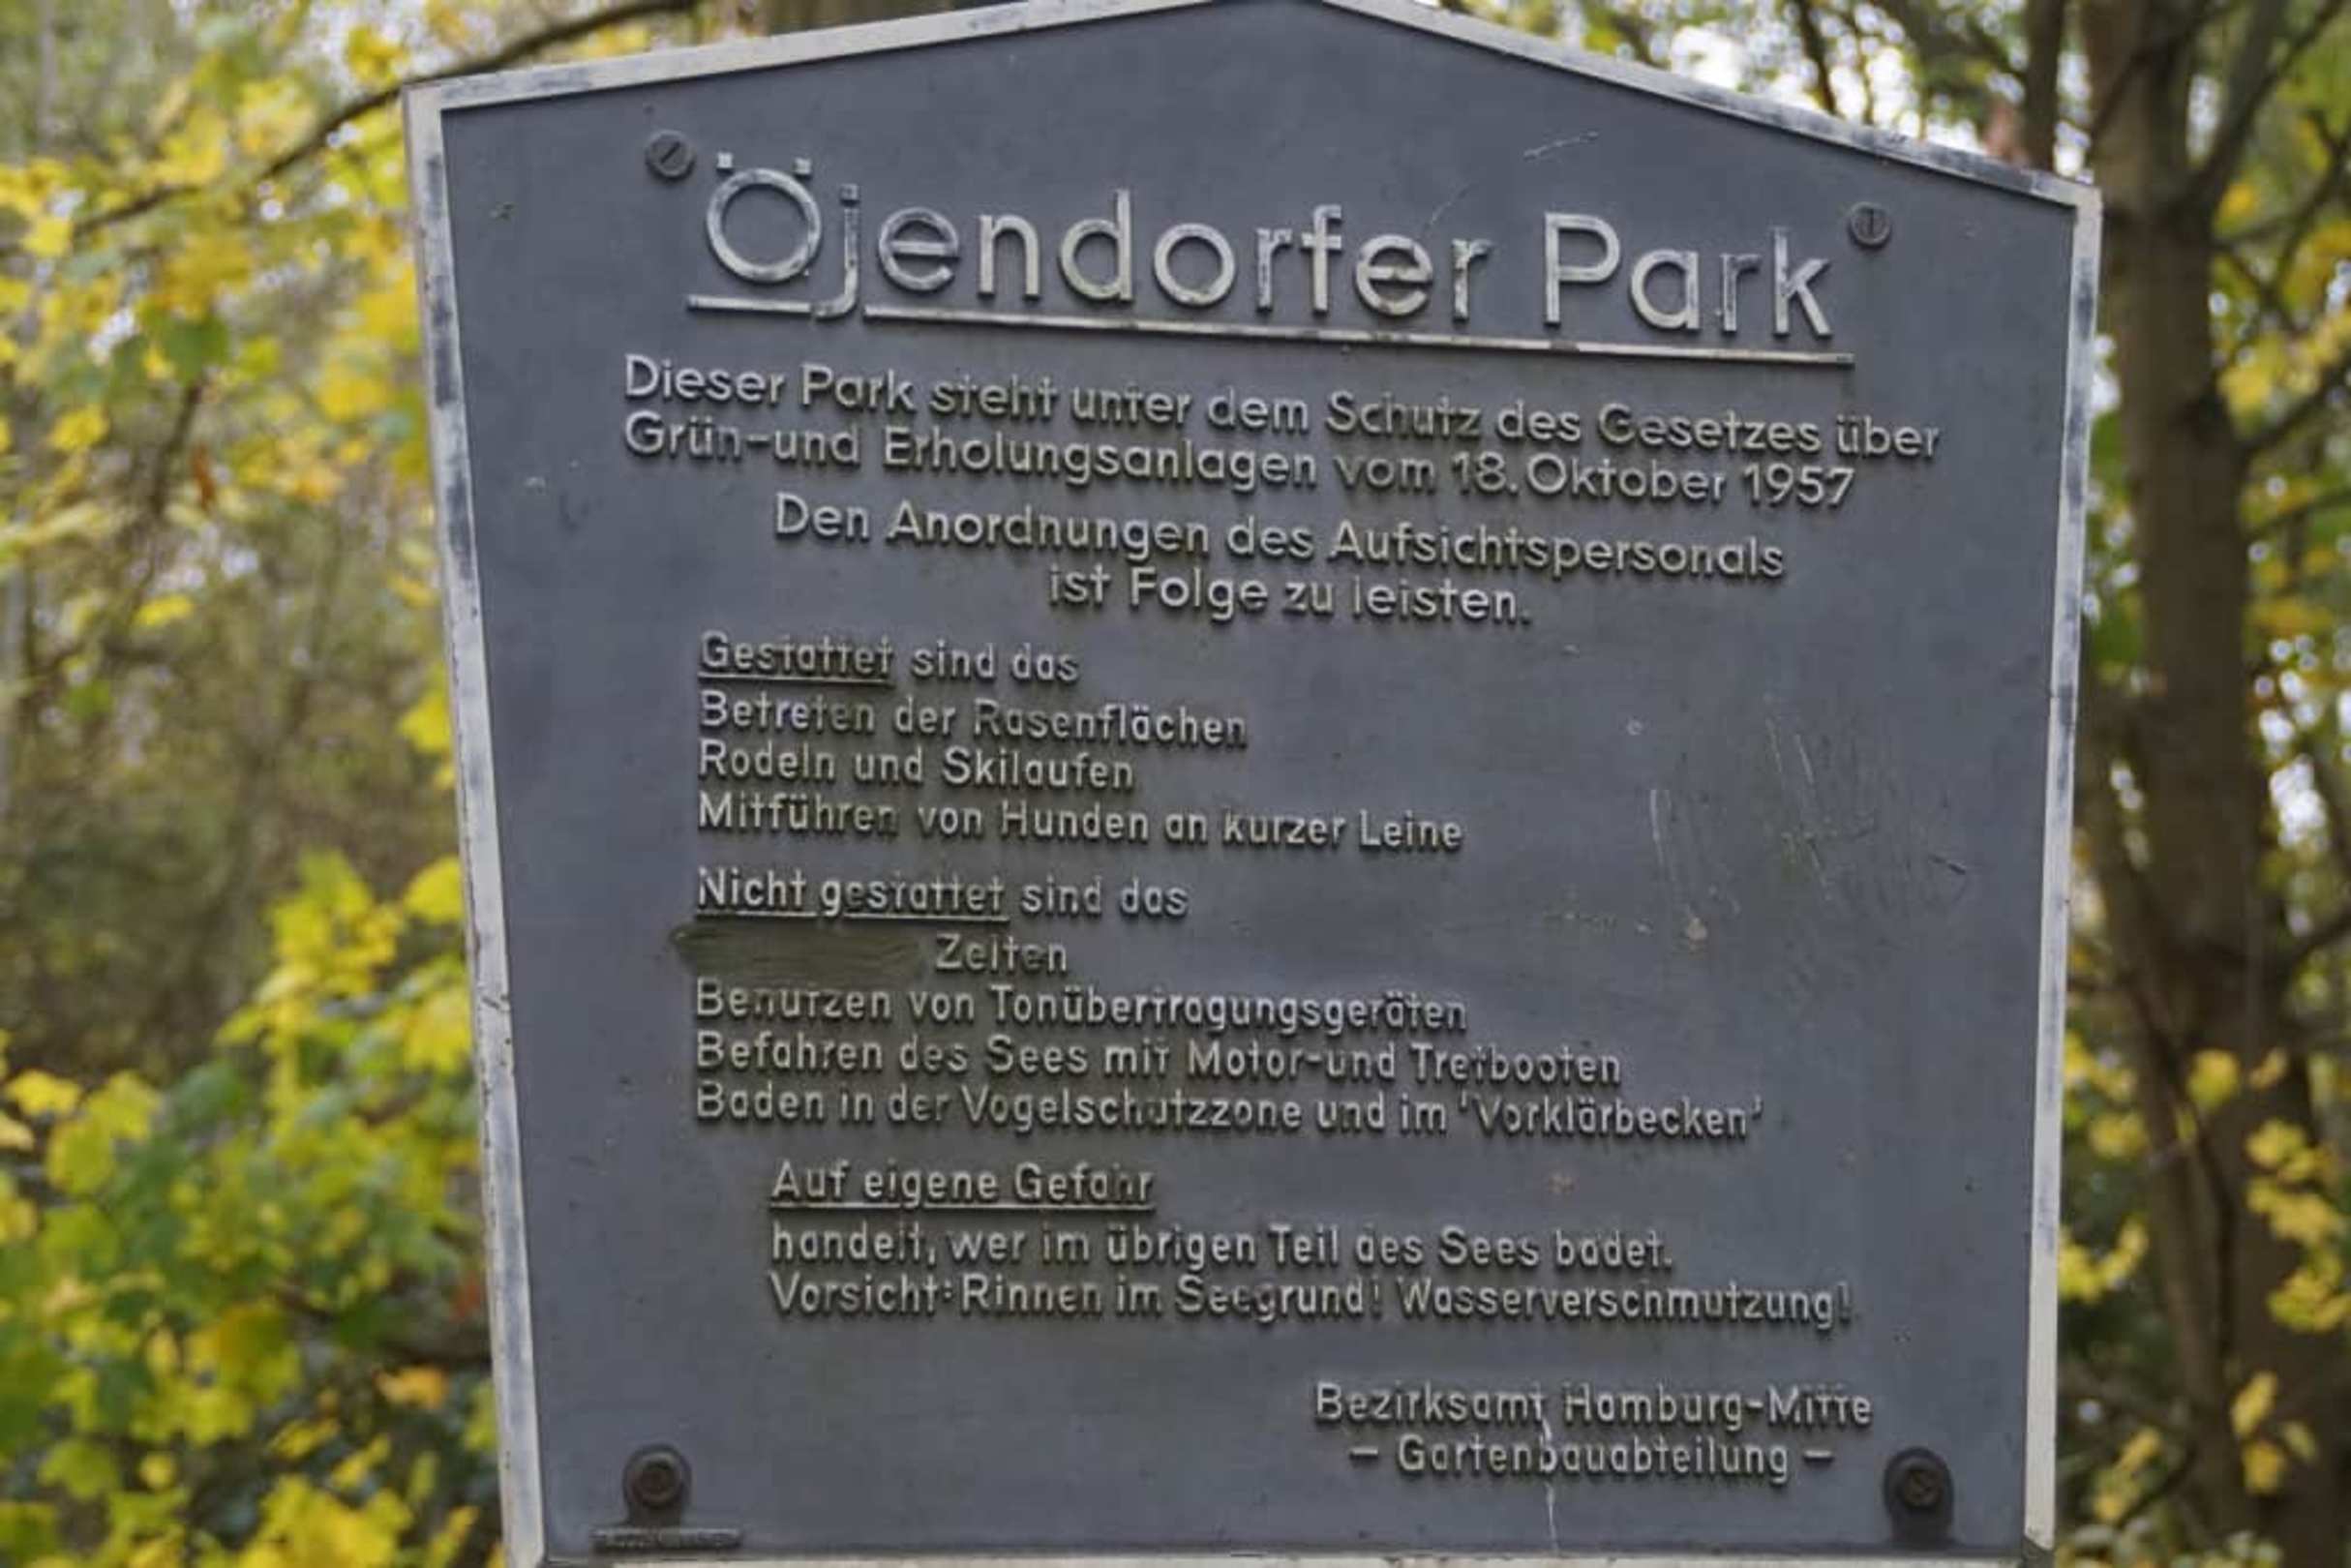 Öjendorfer Park
Dieser Park steht unter dem Schutz des Gesetzes über
Grün-und Erholungsanlagen vom 18. Oktober 1957
Den Anordnungen des Aufsichtspersonals
ist Folge zu leisten.
Gestattet sind das
Betreten der Rasenflächen
Rodeln und Skilaufen
Mitführen von Hunden an kurzer Leine
Nicht gestattet sind das
Zelten
Benutzen von Tonübertragungsgeräten
Befahren des Sees mit Motor-und Tretbooten
Baden in der Vogelschutzzone und im 'Vorklärbecken'
Auf eigene Gefahr
handelt, wer im übrigen Teil des Sees badet.
Vorsicht: Rinnen im Seegrund! Wasserverschmutzung!
Bezirksamt Hamburg-Mitte
- Gartenbauabteilung -